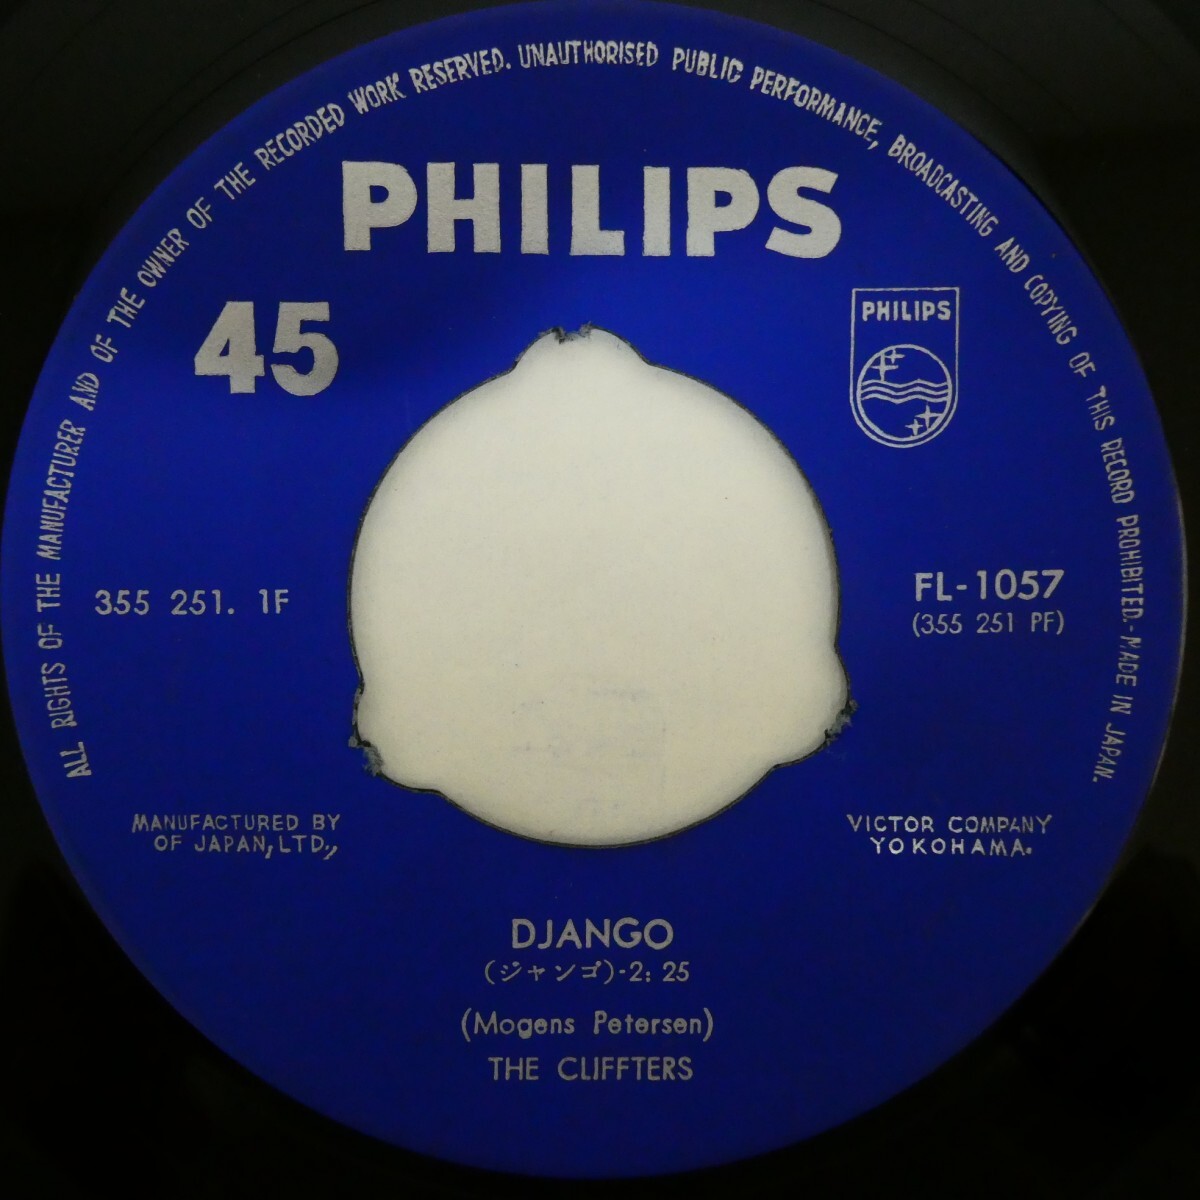 ALL RIGHTS OF THE MANUFACTURER AND OF THE OWNER OF THE RECORDED WORK RESERVED. UNAUTHORISED PUBLIC PERFORMANCE, BROADCASTING AND COPYING OF THIS RECORD PROHIBITED.-MADE IN JAPAN.
PHILIPS
45
PHILIPS
355 251. 1F
FL-1057
(355 251 PF)
MANUFACTURED BY VICTOR COMPANY
OF JAPAN, LTD., YOKOHAMA.
DJANGO
(ジャンゴ)-2: 25
(Mogens Petersen)
THE CLIFFTERS